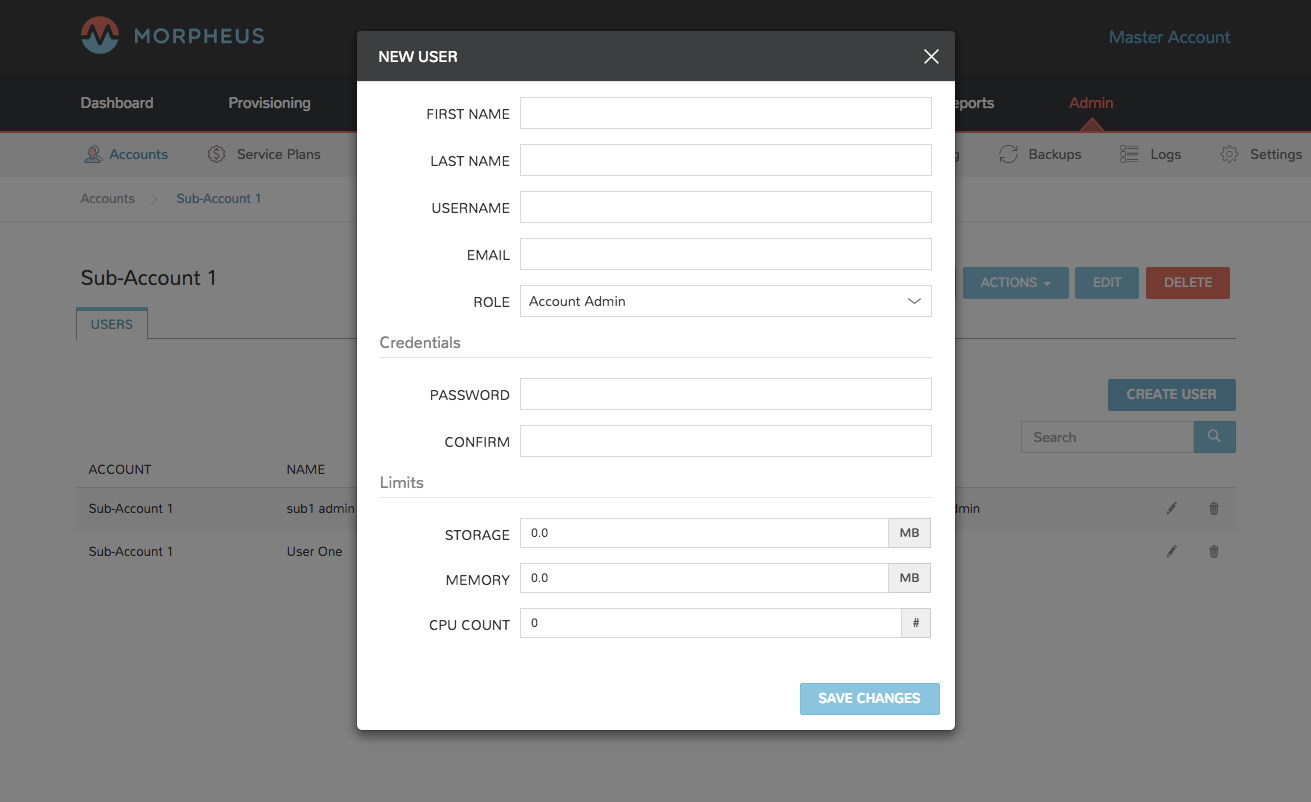 MORPHEUS
Master Account
NEW USER
Dashboard
Provisioning
eports
Admin
Accounts
Service Plans
g
Backups
Logs
Settings
Accounts
Sub-Account 1
Sub-Account 1
ACTIONS
EDIT
DELETE
USERS
FIRST NAME
LAST NAME
USERNAME
EMAIL
ROLE
Account Admin
Credentials
PASSWORD
CONFIRM
CREATE USER
Search
Limits
ACCOUNT
NAME
Sub-Account 1
sub1 admin
dmin
Sub-Account 1
User One
STORAGE
0.0
MB
MEMORY
0.0
MB
CPU COUNT
0
#
SAVE CHANGES